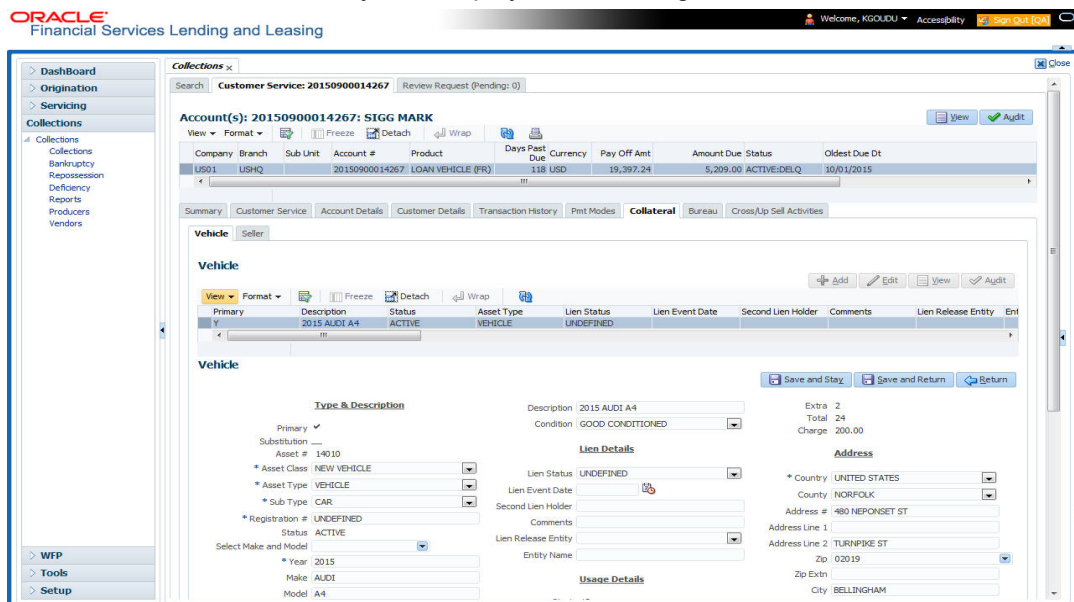 ORACLE®
Financial Services Lending and Leasing
Welcome, KGOUDU Accessibility Sign Out [QA]
Close
DashBoard
Origination
Servicing
Collections
Collections
Collections
Bankruptcy
Repossession
Deficiency
Reports
Producers
Vendors
WFP
Tools
Setup
Collections x
Search Customer Service: 20150900014267 Review Request (Pending: 0)
Account(s): 20150900014267: SIGG MARK
View Audit
View Format Freeze Detach Wrap
Company Branch Sub Unit Account # Product Days Past Due Currency Pay Off Amt Amount Due Status Oldest Due Dt
US01 USHQ 20150900014267 LOAN VEHICLE (FR) 118 USD 19,397.24 5,209.00 ACTIVE:DELQ 10/01/2015
Summary Customer Service Account Details Customer Details Transaction History Pmt Modes Collateral Bureau Cross/Up Sell Activities
Vehicle Seller
Vehicle
Add Edit View Audit
View Format Freeze Detach Wrap
Primary Description Status Asset Type Lien Status Lien Event Date Second Lien Holder Comments Lien Release Entity Ent
Y 2015 AUDI A4 ACTIVE VEHICLE UNDEFINED
Vehicle
Save and Stay Save and Return Return
Type & Description
Primary
Substitution
Asset # 14010
* Asset Class NEW VEHICLE
* Asset Type VEHICLE
* Sub Type CAR
* Registration # UNDEFINED
Status ACTIVE
Select Make and Model
* Year 2015
Make AUDI
Model A4
Description 2015 AUDI A4
Condition GOOD CONDITIONED
Lien Details
Lien Status UNDEFINED
Lien Event Date
Second Lien Holder
Comments
Lien Release Entity
Entity Name
Usage Details
Extra 2
Total 24
Charge 200.00
Address
* Country UNITED STATES
County NORFOLK
Address # 480 NEPONSET ST
Address Line 1
Address Line 2 TURNPIKE ST
Zip 02019
Zip Extn
City BELLINGHAM